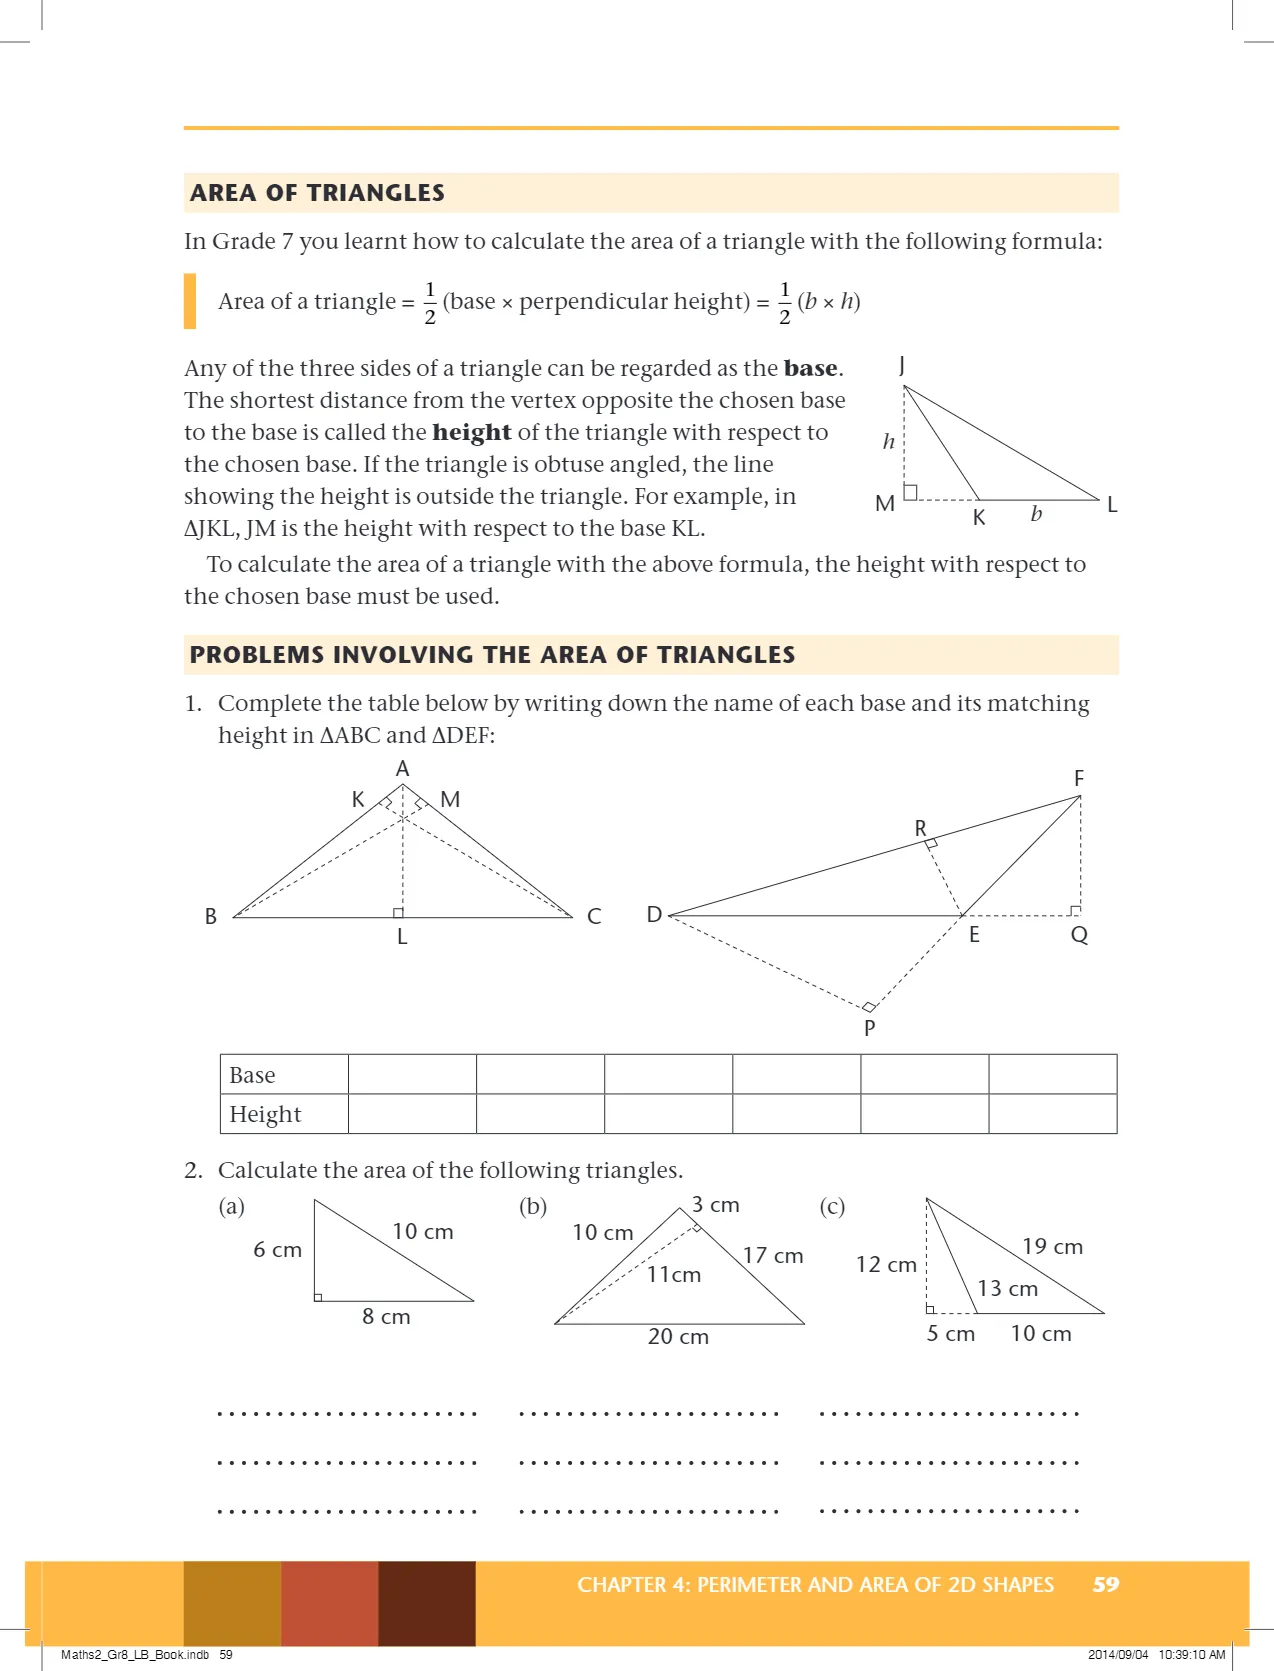 AREA OF TRIANGLES
In Grade 7 you learnt how to calculate the area of a triangle with the following formula:
Area of a triangle = 1/2 (base × perpendicular height) = 1/2 (b × h)
Any of the three sides of a triangle can be regarded as the base.
The shortest distance from the vertex opposite the chosen base
to the base is called the height of the triangle with respect to
the chosen base. If the triangle is obtuse angled, the line
showing the height is outside the triangle. For example, in
ΔJKL, JM is the height with respect to the base KL.
J
h
M
K
b
L
To calculate the area of a triangle with the above formula, the height with respect to
the chosen base must be used.
PROBLEMS INVOLVING THE AREA OF TRIANGLES
1. Complete the table below by writing down the name of each base and its matching
height in ΔABC and ΔDEF:
A
K
M
B
C
L
F
R
D
E
Q
P
Base
Height
2. Calculate the area of the following triangles.
(a)
6 cm
10 cm
8 cm
(b)
3 cm
10 cm
17 cm
11cm
20 cm
(c)
12 cm
19 cm
13 cm
5 cm
10 cm
CHAPTER 4: PERIMETER AND AREA OF 2D SHAPES 59
Maths2_Gr8_LB_Book.indb 59
2014/09/04 10:39:10 AM